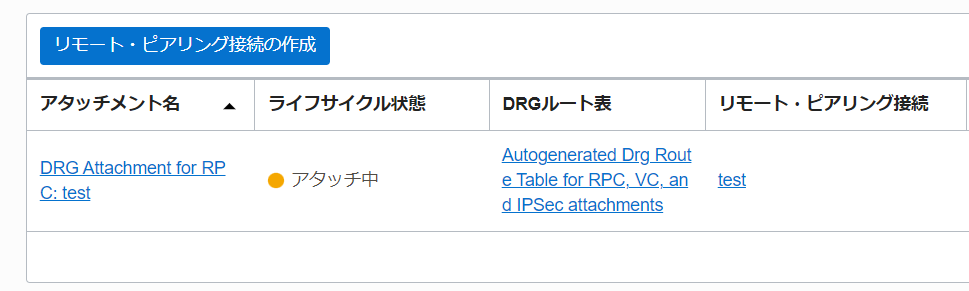 リモート・ピアリング接続の作成
アタッチメント名 ライフサイクル状態 DRGルート表 リモート・ピアリング接続
DRG Attachment for RP
C: test
アタッチ中
Autogenerated Drg Rout
e Table for RPC, VC, an
d IPSec attachments
test